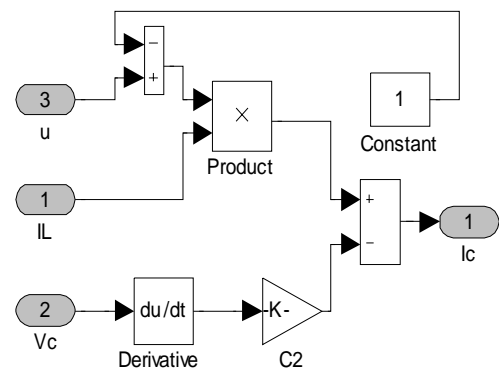 −
+
3
u
×
Product
1
Constant
1
IL
+
−
1
Ic
2
Vc
du/dt
Derivative
-K-
C2